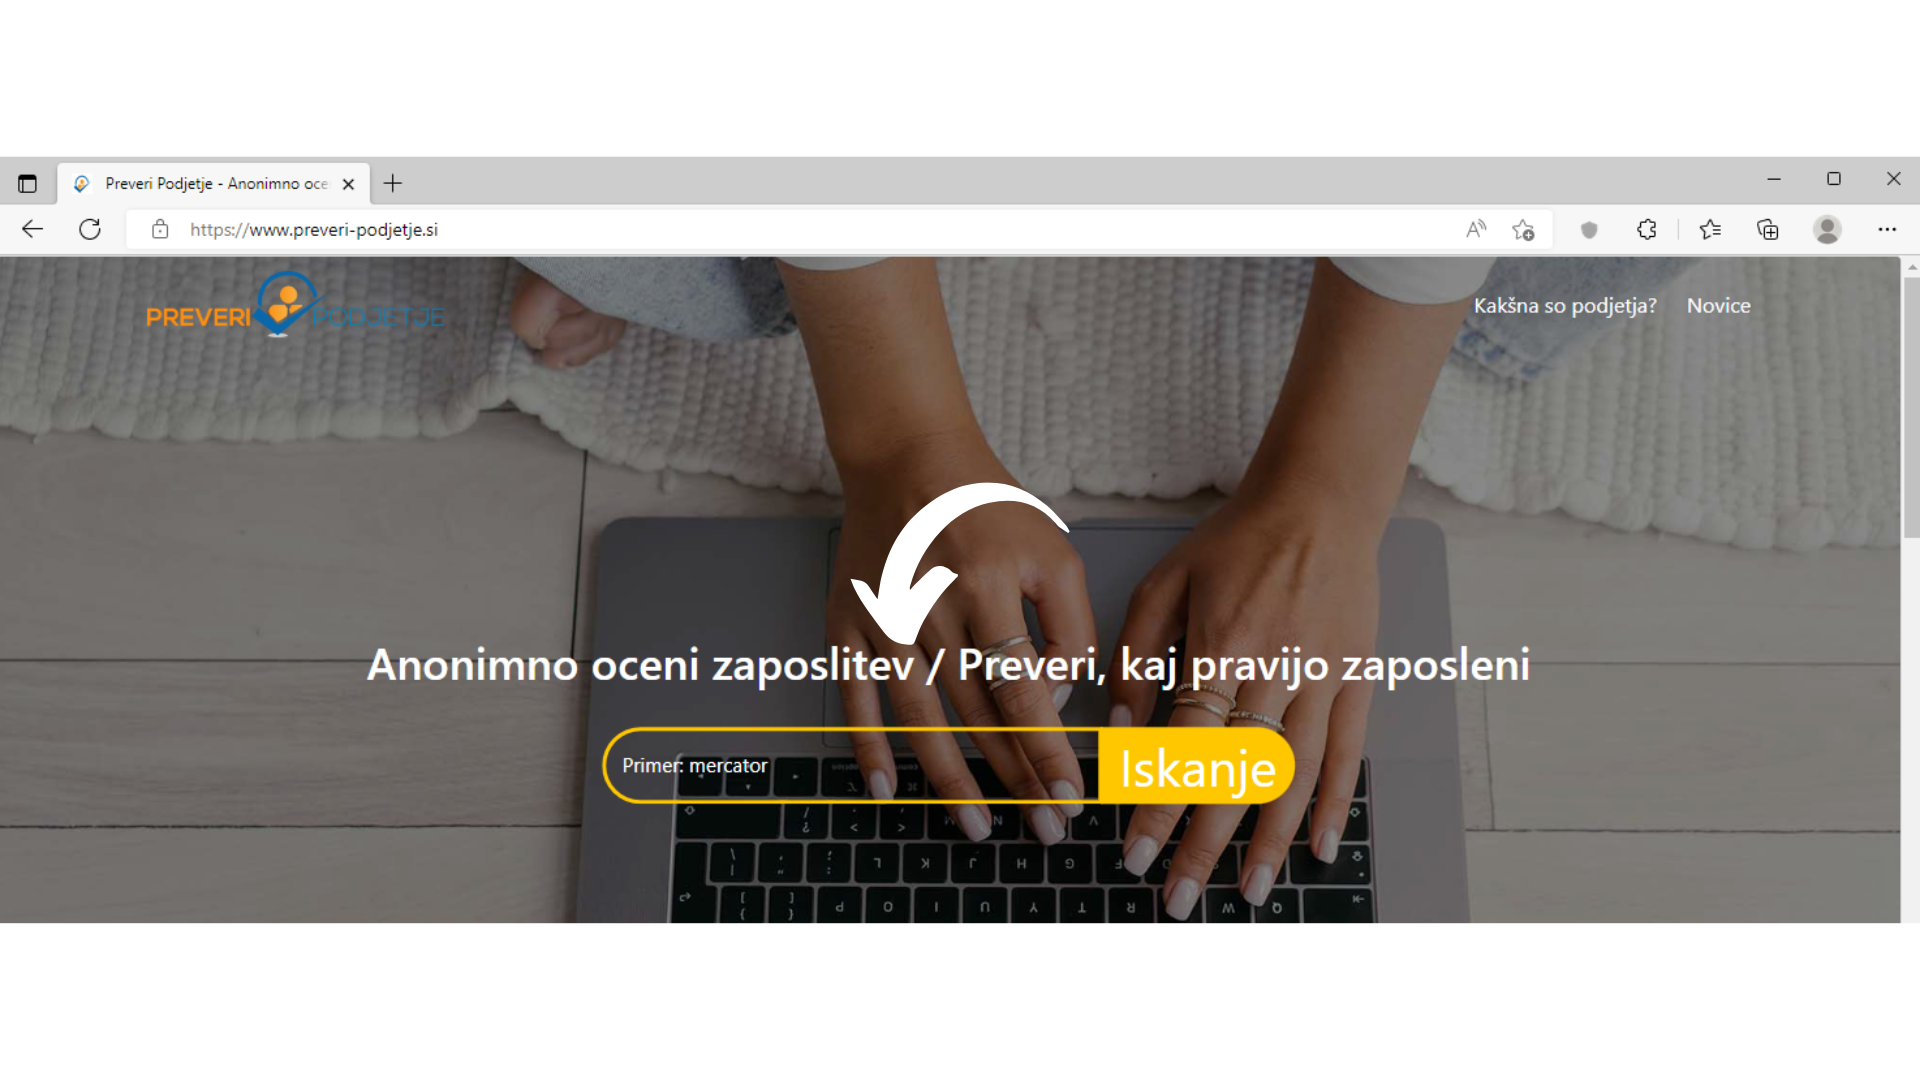 Preveri Podjetje - Anonimno oce
https://www.preveri-podjetje.si
PREVERI PODJETJE
Kakšna so podjetja? Novice
Anonimno oceni zaposlitev / Preveri, kaj pravijo zaposleni
Primer: mercator
Iskanje